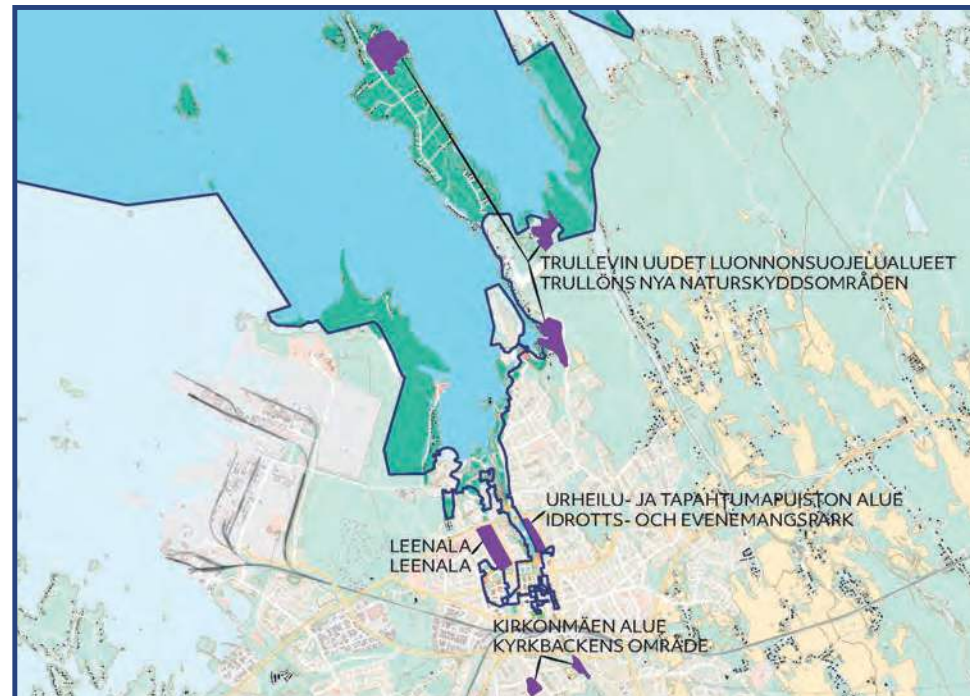 TRULLEVIN UUDET LUONNONSUOJELUALUEET
TRULLÖNS NYA NATURSKYDDSOMRÅDEN
URHEILU- JA TAPAHTUMAPUISTON ALUE
IDROTTS- OCH EVENEMANGSPARK
LEENALA
LEENALA
KIRKONMÄEN ALUE
KYRKBACKENS OMRÅDE